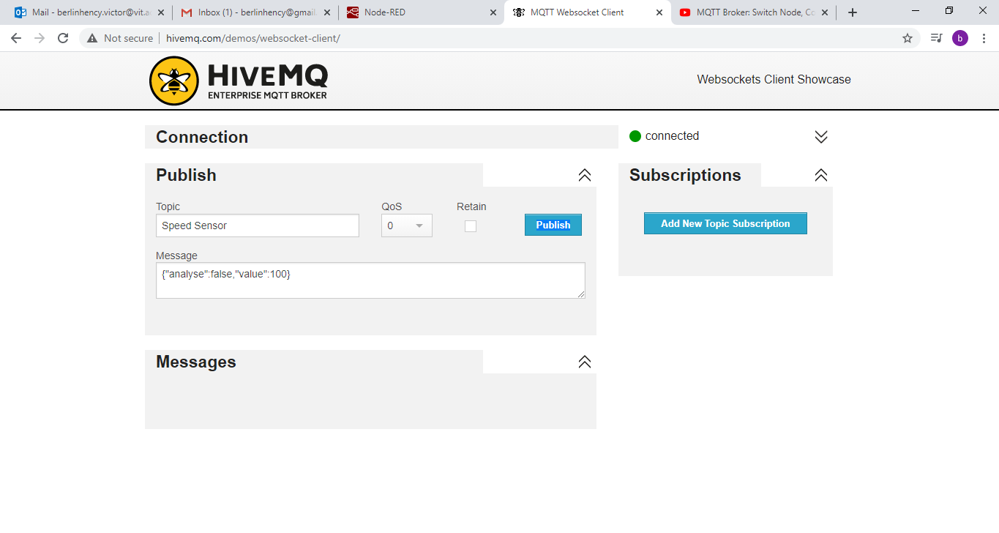 Mail - berlinhency.victor@vit.a
Inbox (1) - berlinhency@gmail.
Node-RED
MQTT Websocket Client
MQTT Broker: Switch Node, Co
Not secure
hivemq.com/demos/websocket-client/
b
HIVEMQ
ENTERPRISE MQTT BROKER
Websockets Client Showcase
Connection
connected
Publish
Subscriptions
Topic
QoS
Retain
Speed Sensor
0
Publish
Add New Topic Subscription
Message
{"analyse":false,"value":100}
Messages